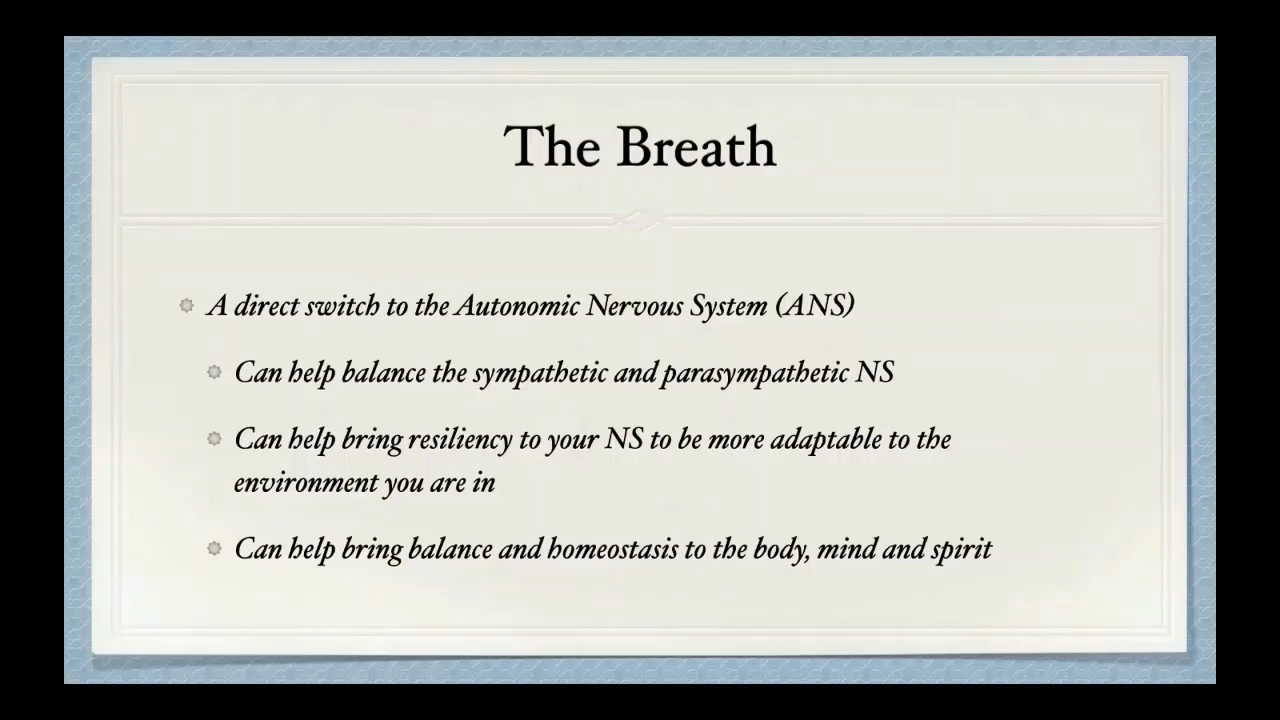 The Breath
A direct switch to the Autonomic Nervous System (ANS)
Can help balance the sympathetic and parasympathetic NS
Can help bring resiliency to your NS to be more adaptable to the
environment you are in
Can help bring balance and homeostasis to the body, mind and spirit